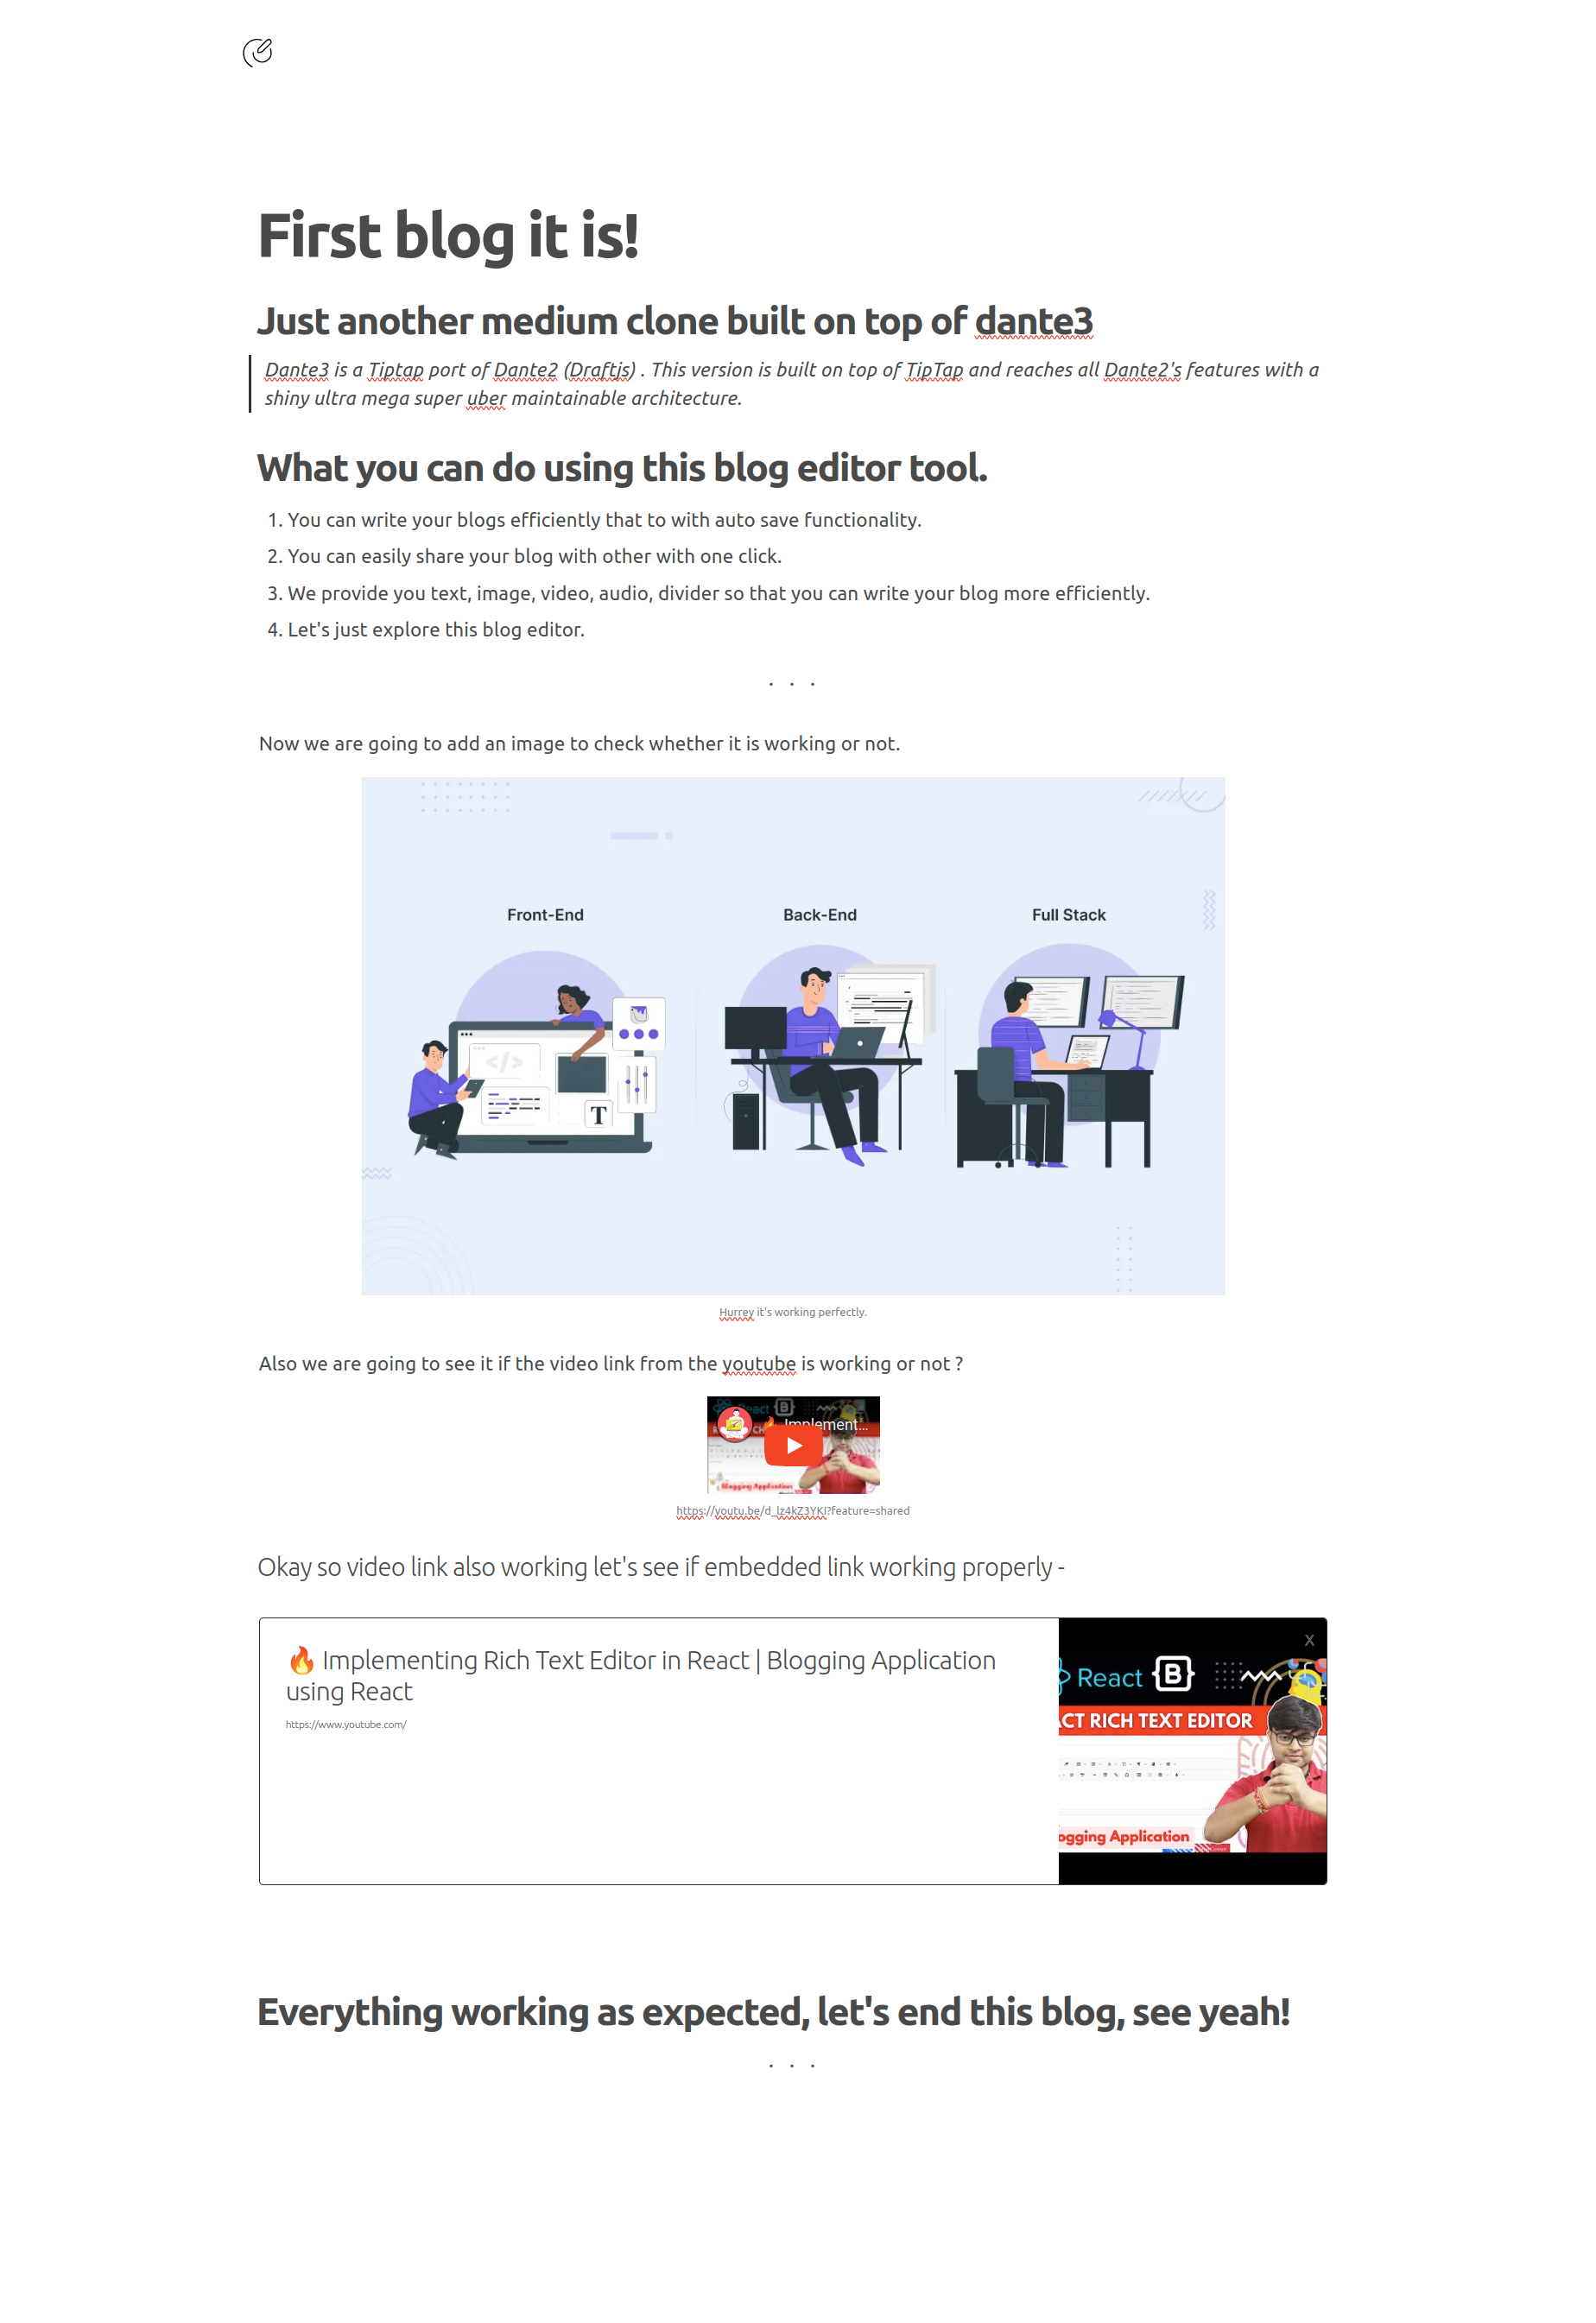 First blog it is!
Just another medium clone built on top of dante3
Dante3 is a Tiptap port of Dante2 (Draftjs) . This version is built on top of TipTap and reaches all Dante2's features with a
shiny ultra mega super uber maintainable architecture.
What you can do using this blog editor tool.
1. You can write your blogs efficiently that to with auto save functionality.
2. You can easily share your blog with other with one click.
3. We provide you text, image, video, audio, divider so that you can write your blog more efficiently.
4. Let's just explore this blog editor.
. . .
Now we are going to add an image to check whether it is working or not.
Front-End
Back-End
Full Stack
</>
T
Hurrey it's working perfectly.
Also we are going to see it if the video link from the youtube is working or not ?
React B
🔥 Implement...
Blogging Application
https://youtu.be/d_lz4kZ3YKI?feature=shared
Okay so video link also working let's see if embedded link working properly -
🔥 Implementing Rich Text Editor in React | Blogging Application
using React
https://www.youtube.com/
X
React B
ACT RICH TEXT EDITOR
ogging Application
Everything working as expected, let's end this blog, see yeah!
. . .